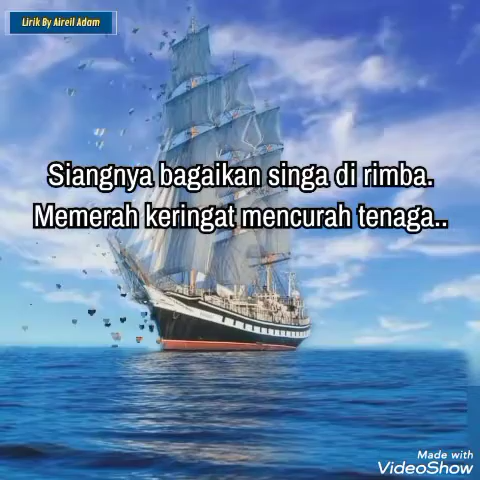 Lirik By Aireil Adam
Siangnya bagaikan singa di rimba.
Memerah keringat mencurah tenaga..
Made with
VideoShow